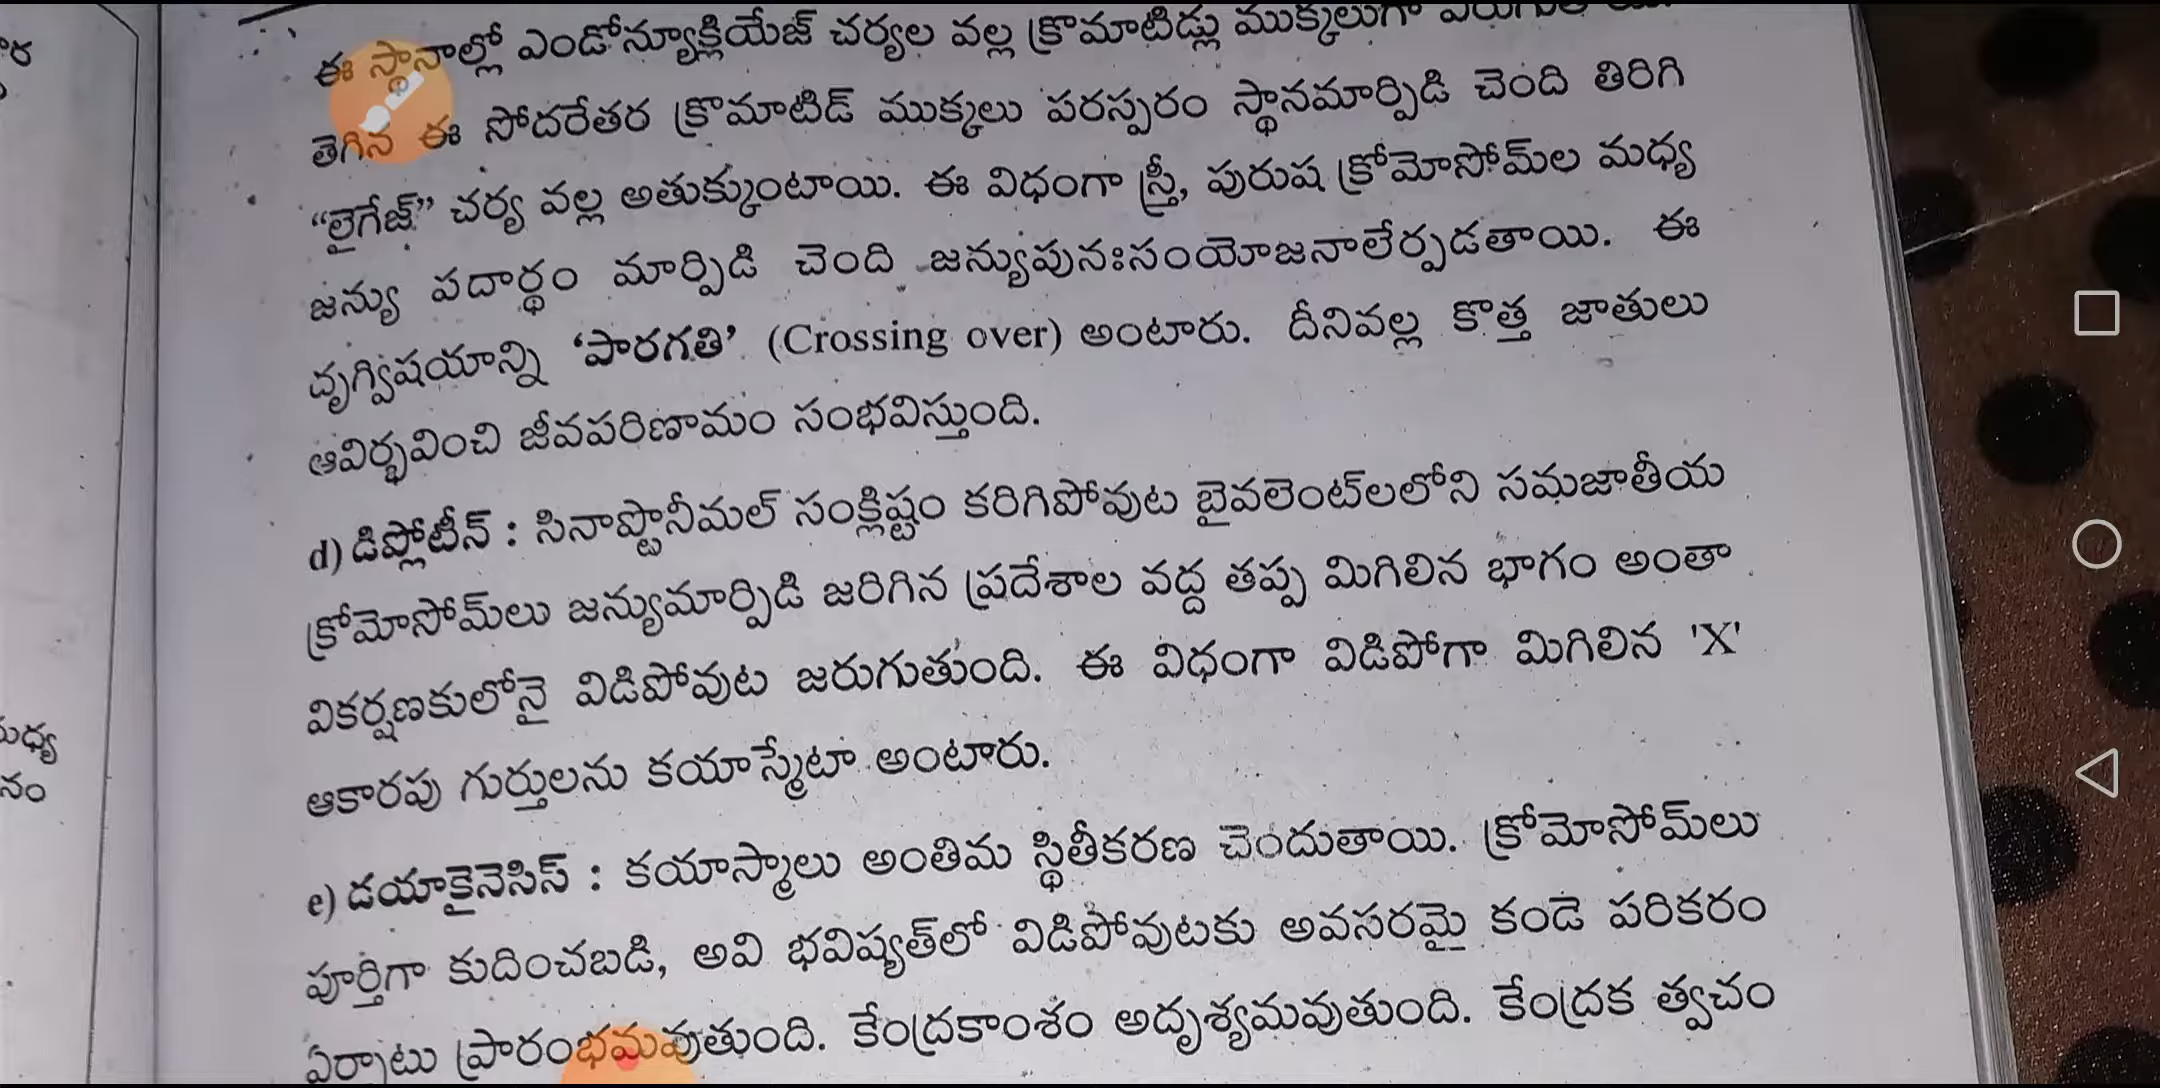 ఈ స్థానాల్లో ఎండోన్యూక్లియేజ్ చర్యల వల్ల క్రొమాటిడ్లు ముక్కలుగా
తెగిన ఈ సోదరేతర క్రొమాటిడ్ ముక్కలు పరస్పరం స్థానమార్పిడి చెంది తిరిగి
“లైగేజ్” చర్య వల్ల అతుక్కుంటాయి. ఈ విధంగా స్త్రీ, పురుష క్రోమోసోమ్‌ల మధ్య
జన్యు పదార్థం మార్పిడి చెంది జన్యుపునఃసంయోజనాలేర్పడతాయి. ఈ
దృగ్విషయాన్ని ‘పారగతి’ (Crossing over) అంటారు. దీనివల్ల కొత్త జాతులు
ఆవిర్భవించి జీవపరిణామం సంభవిస్తుంది.
d) డిప్లోటీన్ : సినాప్టొనీమల్ సంక్లిష్టం కరిగిపోవుట బైవలెంట్‌లలోని సమజాతీయ
క్రోమోసోమ్‌లు జన్యుమార్పిడి జరిగిన ప్రదేశాల వద్ద తప్ప మిగిలిన భాగం అంతా
వికర్షణకులోనై విడిపోవుట జరుగుతుంది. ఈ విధంగా విడిపోగా మిగిలిన 'X'
ఆకారపు గుర్తులను కయాస్మేటా అంటారు.
e) డయాకైనెసిస్ : కయాస్మాలు అంతిమ స్థితీకరణ చెందుతాయి. క్రోమోసోమ్‌లు
పూర్తిగా కుదించబడి, అవి భవిష్యత్‌లో విడిపోవుటకు అవసరమై కండె పరికరం
ఏర్పాటు ప్రారంభమవుతుంది. కేంద్రకాంశం అదృశ్యమవుతుంది. కేంద్రక త్వచం